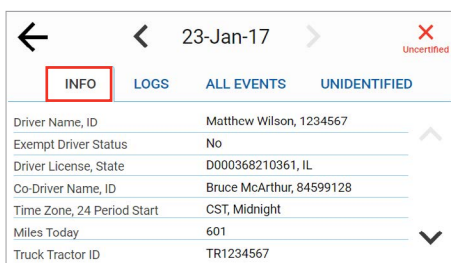 23-Jan-17
Uncertified
INFO LOGS ALL EVENTS UNIDENTIFIED
Driver Name, ID Matthew Wilson, 1234567
Exempt Driver Status No
Driver License, State D000368210361, IL
Co-Driver Name, ID Bruce McArthur, 84599128
Time Zone, 24 Period Start CST, Midnight
Miles Today 601
Truck Tractor ID TR1234567